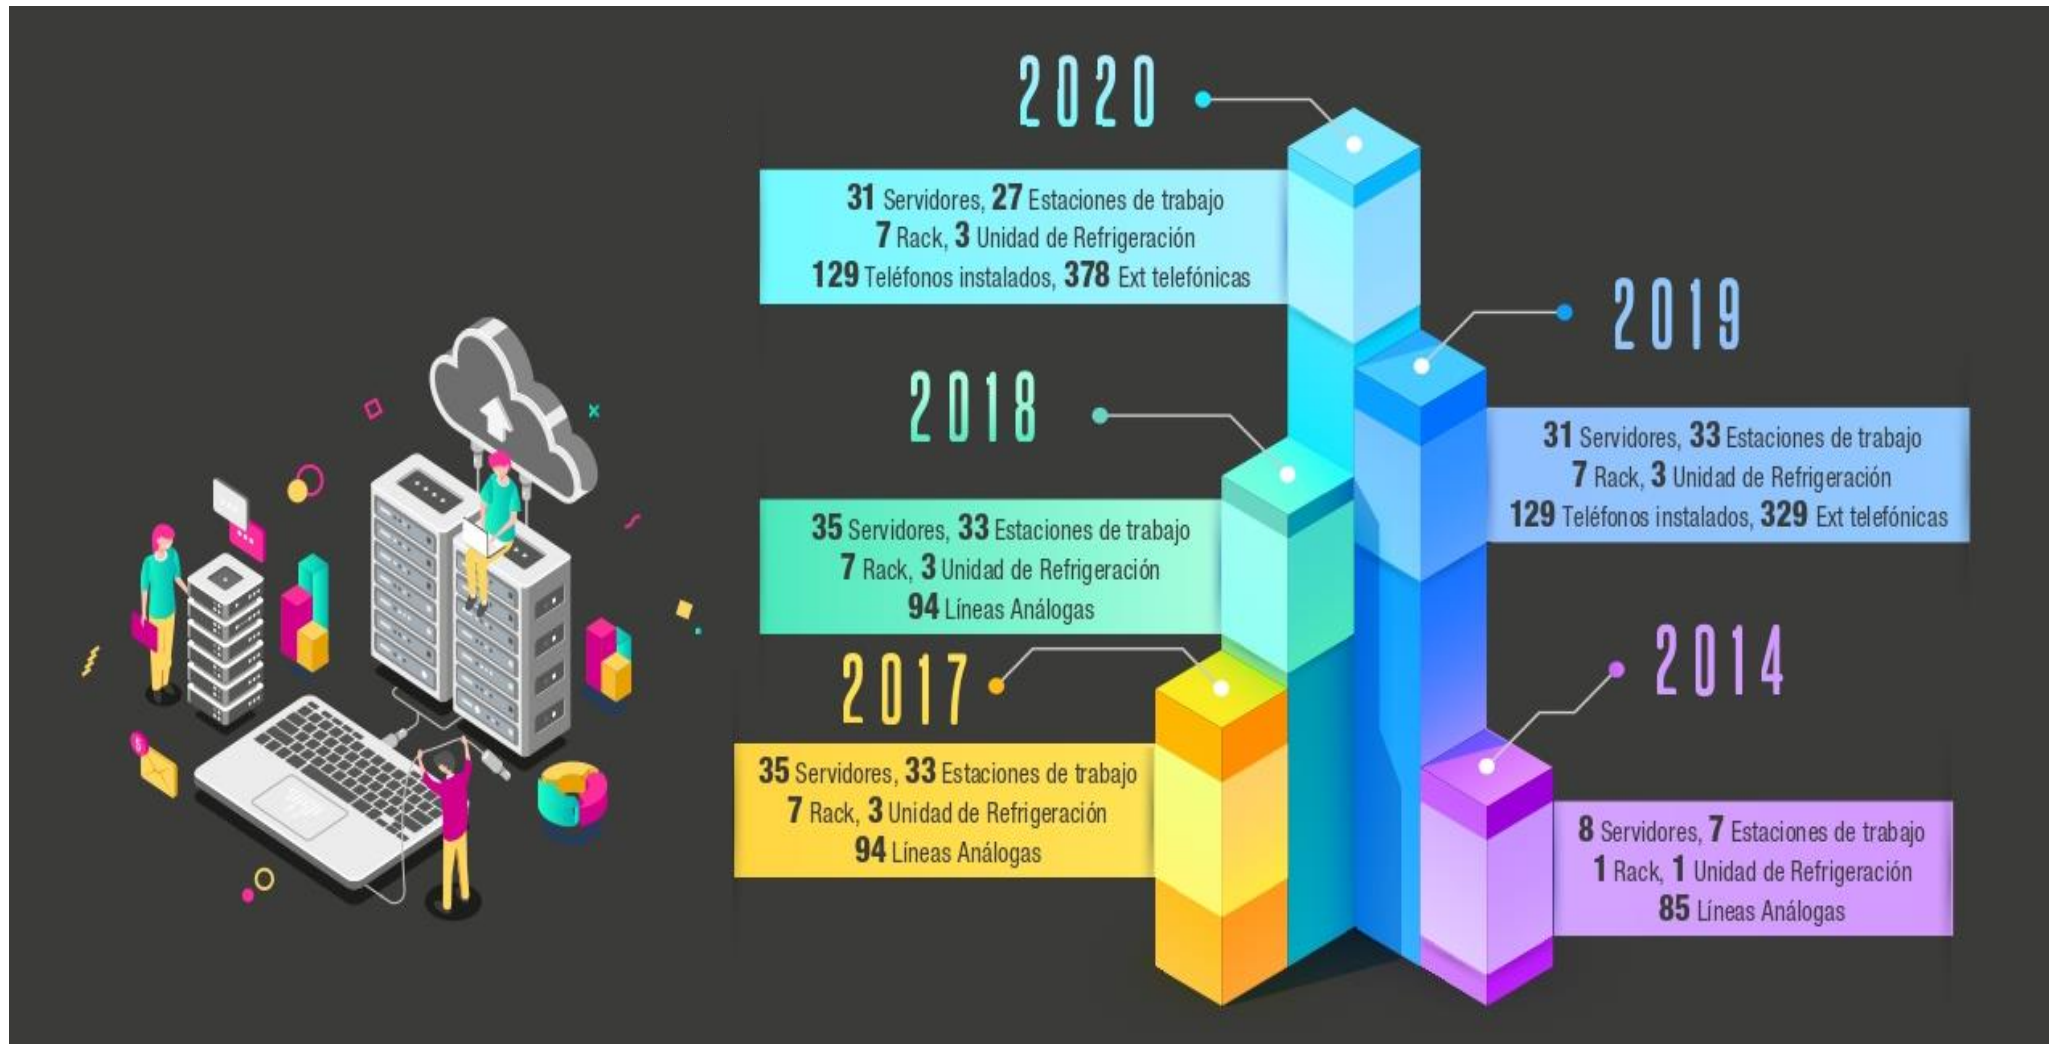 2020
31 Servidores, 27 Estaciones de trabajo
7 Rack, 3 Unidad de Refrigeración
129 Teléfonos instalados, 378 Ext telefónicas
2019
31 Servidores, 33 Estaciones de trabajo
7 Rack, 3 Unidad de Refrigeración
129 Teléfonos instalados, 329 Ext telefónicas
2018
35 Servidores, 33 Estaciones de trabajo
7 Rack, 3 Unidad de Refrigeración
94 Líneas Análogas
2017
35 Servidores, 33 Estaciones de trabajo
7 Rack, 3 Unidad de Refrigeración
94 Líneas Análogas
2014
8 Servidores, 7 Estaciones de trabajo
1 Rack, 1 Unidad de Refrigeración
85 Líneas Análogas